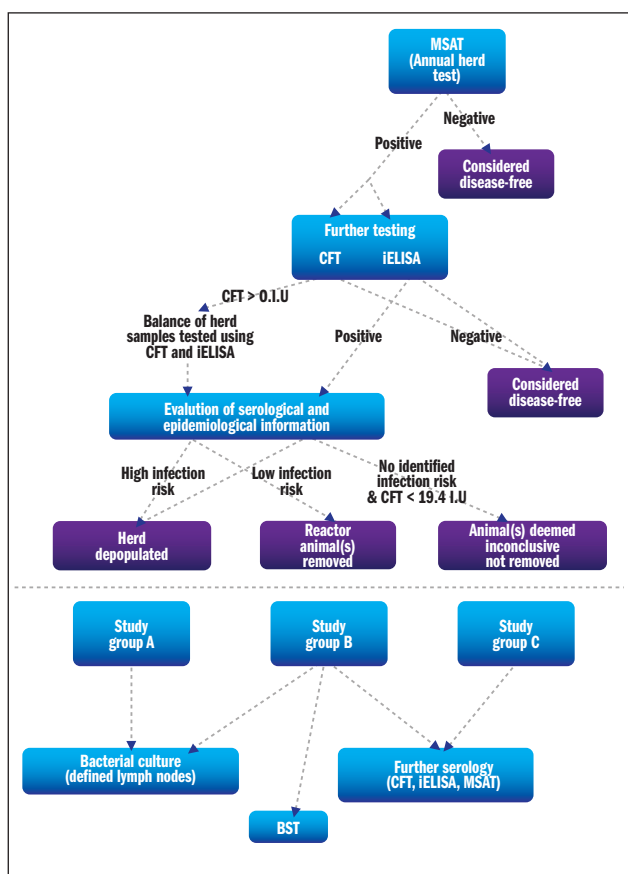 MSAT
(Annual herd
test)
Negative
Positive
Considered
disease-free
Further testing
CFT iELISA
CFT > 0.I.U
Balance of herd
samples tested using
CFT and iELISA
Positive
Negative
Considered
disease-free
Evalution of serological and
epidemiological information
High infection
risk
Low infection
risk
No identified
infection risk
& CFT < 19.4 I.U
Herd
depopulated
Reactor
animal(s)
removed
Animal(s) deemed
inconclusive
not removed
Study
group A
Study
group B
Study
group C
Bacterial culture
(defined lymph nodes)
Further serology
(CFT, iELISA, MSAT)
BST